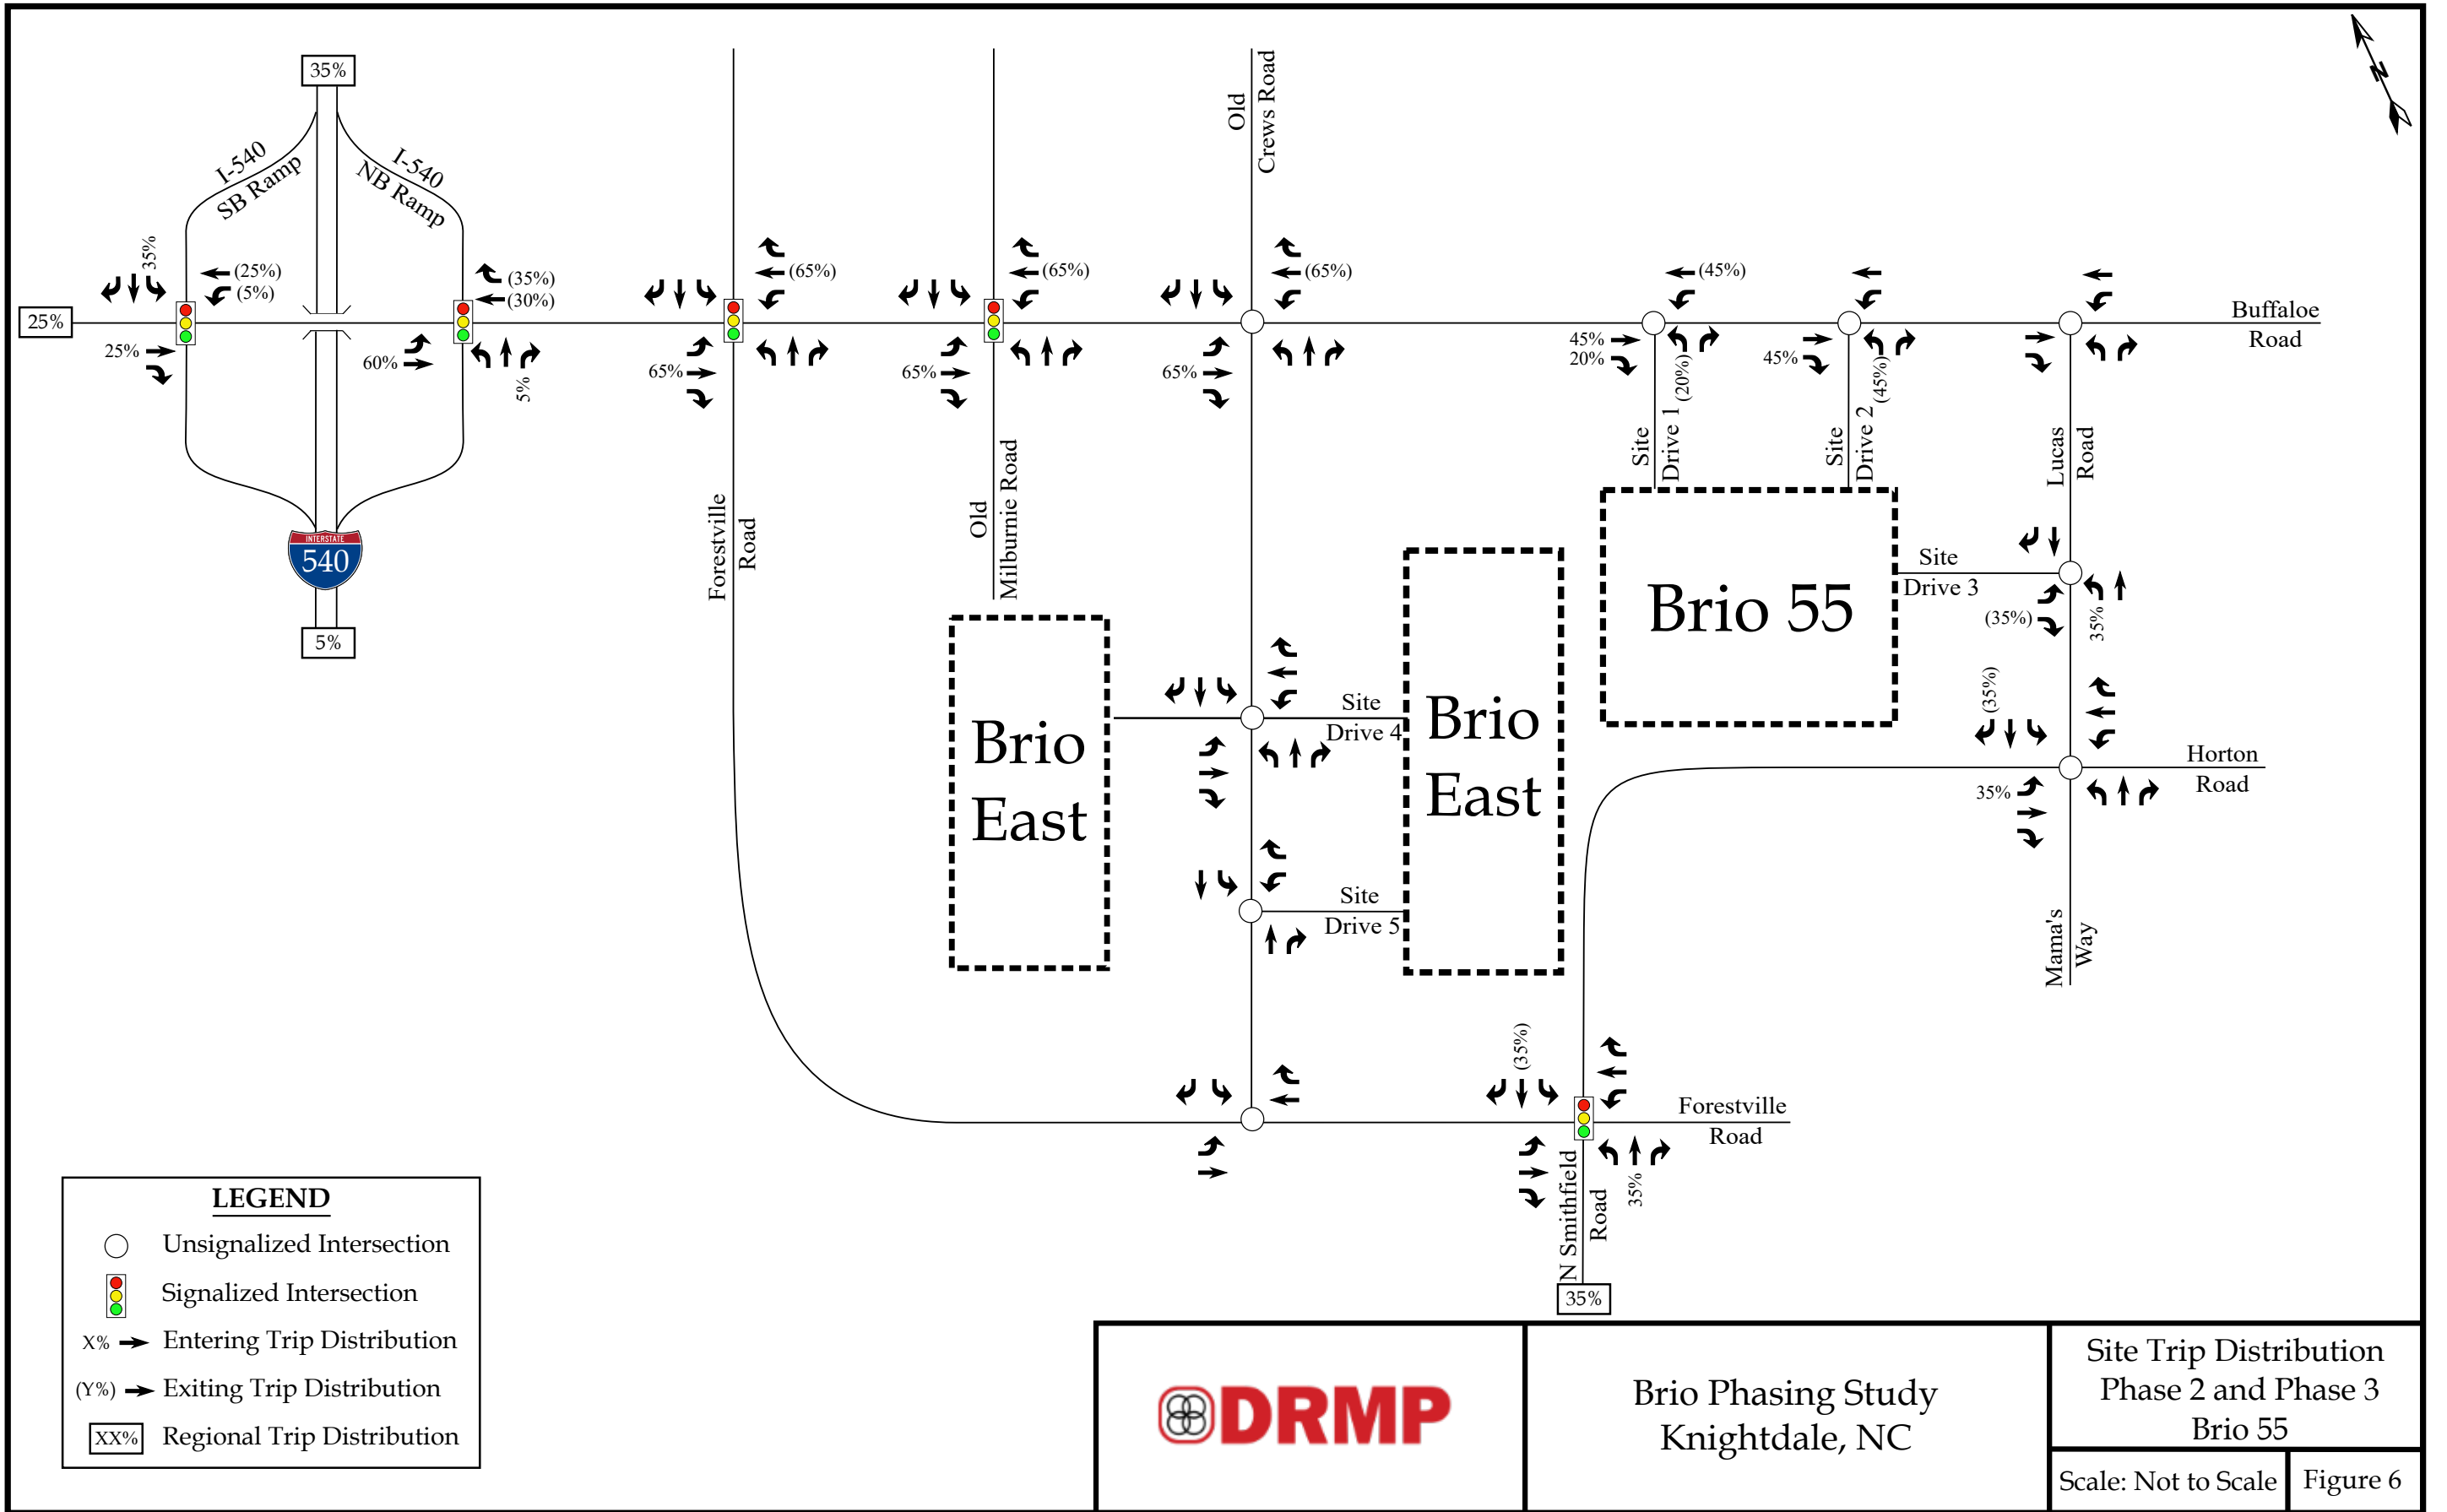 35%
I-540
SB Ramp
I-540
NB Ramp
35%
(25%)
(5%)
25%
25%
(35%)
(30%)
60%
5%
INTERSTATE
540
5%
(65%)
65%
Forestville
Road
(65%)
65%
Old
Milburnie Road
Old
Crews Road
(65%)
65%
(45%)
45%
20%
(20%)
Site
Drive 1
45%
(45%)
Site
Drive 2
Buffaloe
Road
Lucas
Road
Brio
East
Brio
East
Brio 55
Site
Drive 3
(35%)
35%
Site
Drive 4
Site
Drive 5
(35%)
35%
Horton
Road
Mama's
Way
(35%)
35%
Forestville
Road
N Smithfield
Road
35%
N
LEGEND
Unsignalized Intersection
Signalized Intersection
X% Entering Trip Distribution
(Y%) Exiting Trip Distribution
XX% Regional Trip Distribution
DRMP
Brio Phasing Study
Knightdale, NC
Site Trip Distribution
Phase 2 and Phase 3
Brio 55
Scale: Not to Scale
Figure 6